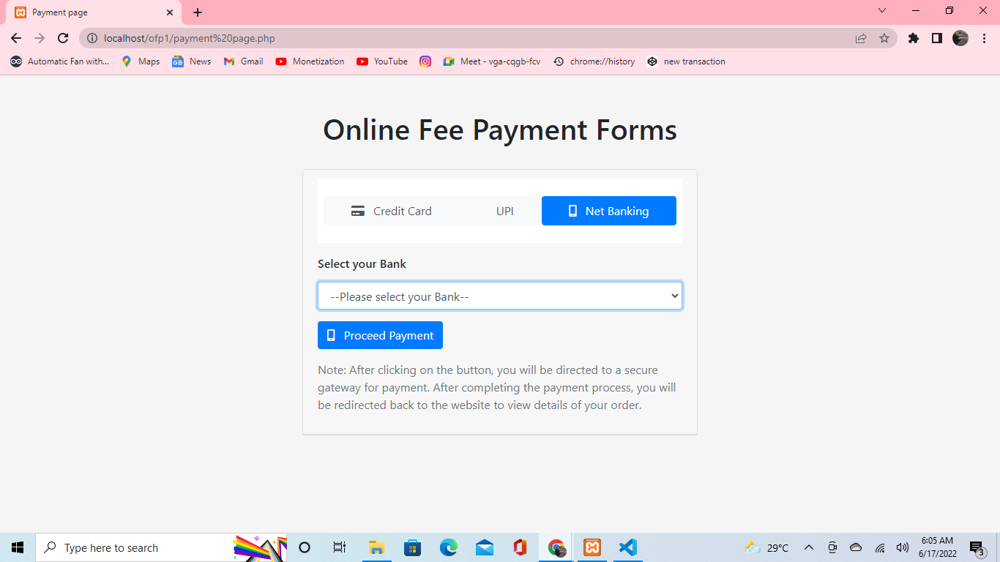 Payment page
localhost/ofp1/payment%20page.php
Automatic Fan with... Maps News Gmail Monetization YouTube Meet - vga-cqgb-fcv chrome://history new transaction
Online Fee Payment Forms
Credit Card UPI Net Banking
Select your Bank
--Please select your Bank--
Proceed Payment
Note: After clicking on the button, you will be directed to a secure
gateway for payment. After completing the payment process, you will
be redirected back to the website to view details of your order.
Type here to search
29°C
6:05 AM
6/17/2022
3